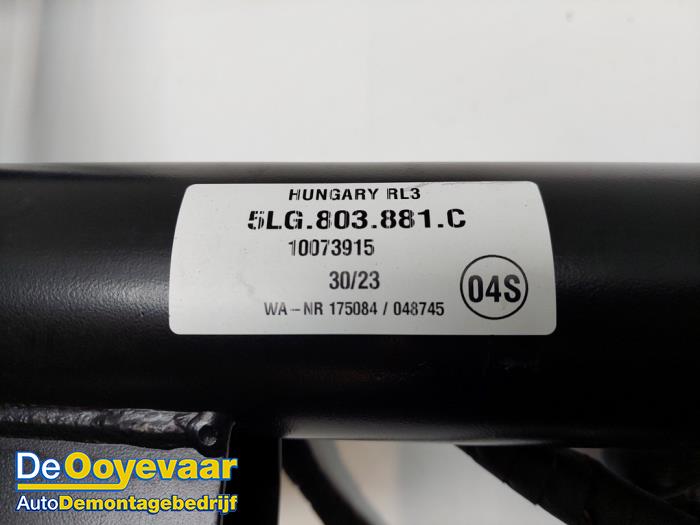 HUNGARY RL3
5LG.803.881.C
10073915
30/23
04S
WA-NR 175084 / 048745
De Ooyevaar
AutoDemontagebedrijf